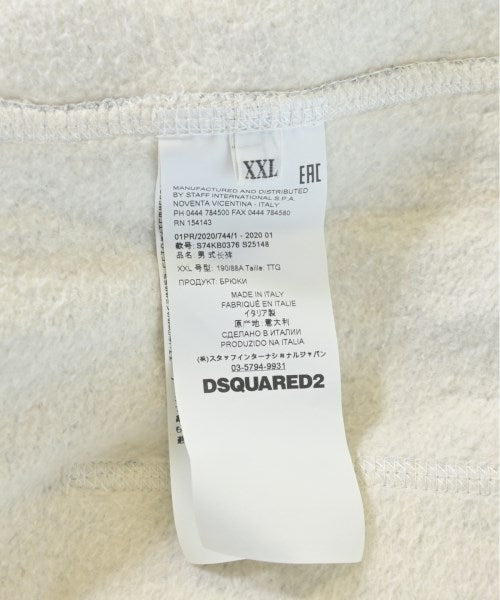 XXL EAC
MANUFACTURED AND DISTRIBUTED
BY STAFF INTERNATIONAL S.P.A.
NOVENTA VICENTINA - ITALY
PH 0444 784500 FAX 0444 784580
RN 154143
01PR/2020/744/1 - 2020 01
款号: S74KB0376 S25148
品名: 男 式长裤
XXL 号型: 190/88A Taille: TTG
ПРОДУКТ: БРЮКИ
MADE IN ITALY
FABRIQUÉ EN ITALIE
イタリア製
原产地: 意大利
СДЕЛАНО В ИТАЛИИ
PRODUZIDO NA ITALIA
(株)スタッフインターナショナルジャパン
03-5794-9931
DSQUARED2